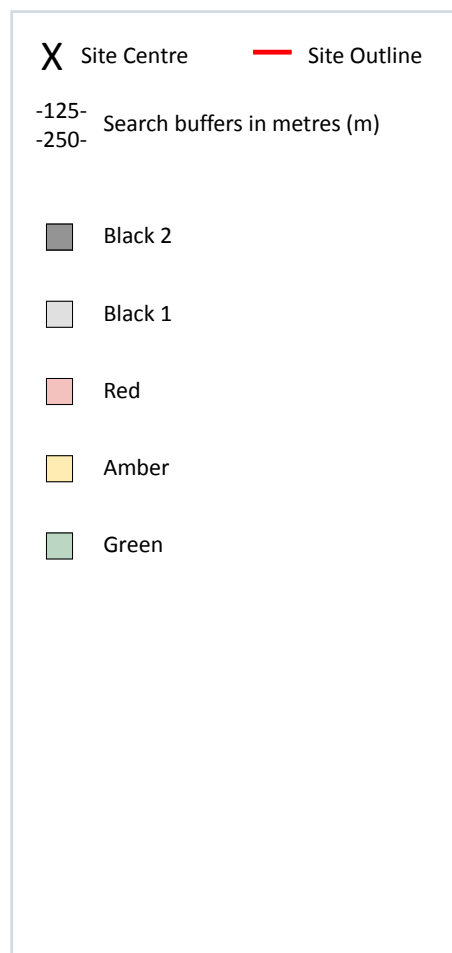 X Site Centre Site Outline
-125-
-250-
Search buffers in metres (m)
Black 2
Black 1
Red
Amber
Green